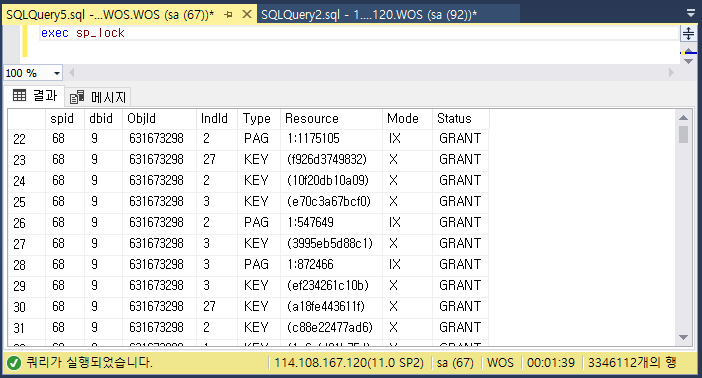 SQLQuery5.sql -...WOS.WOS (sa (67))* SQLQuery2.sql - 1....120.WOS (sa (92))*
exec sp_lock
100 %
결과 메시지
spid dbid ObjId IndId Type Resource Mode Status
22 68 9 631673298 2 PAG 1:1175105 IX GRANT
23 68 9 631673298 27 KEY (f926d3749832) X GRANT
24 68 9 631673298 2 KEY (10f20db10a09) X GRANT
25 68 9 631673298 3 KEY (e70c3a67bcf0) X GRANT
26 68 9 631673298 2 PAG 1:547649 IX GRANT
27 68 9 631673298 3 KEY (3995eb5d88c1) X GRANT
28 68 9 631673298 3 PAG 1:872466 IX GRANT
29 68 9 631673298 3 KEY (ef234261c10b) X GRANT
30 68 9 631673298 27 KEY (a18fe443611f) X GRANT
31 68 9 631673298 2 KEY (c88e22477ad6) X GRANT
쿼리가 실행되었습니다. 114.108.167.120(11.0 SP2) sa (67) WOS 00:01:39 3346112개의 행